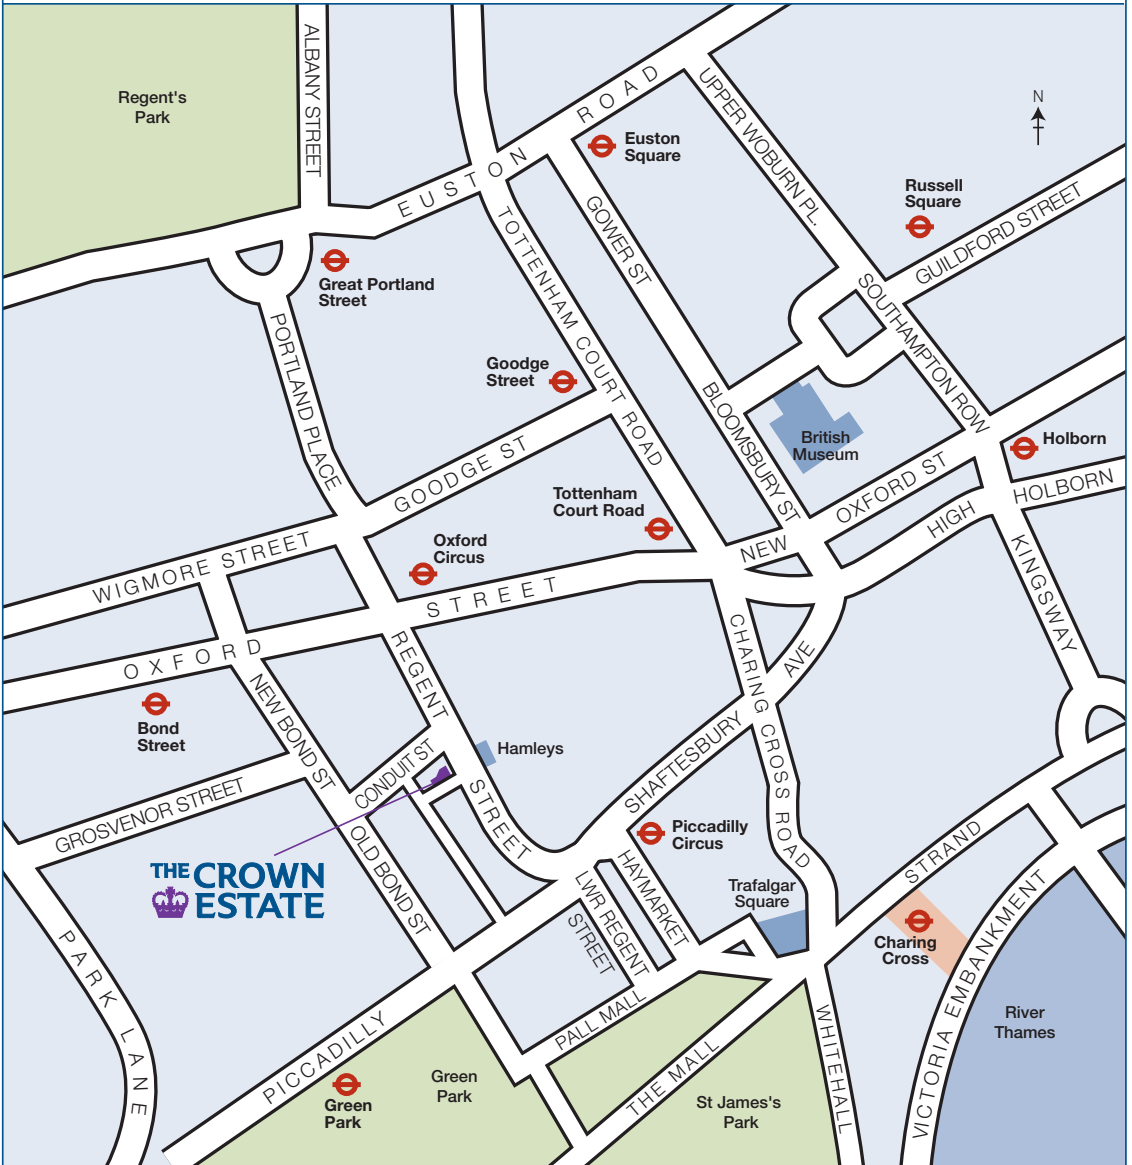 ALBANY STREET
Regent's
Park
EUSTON ROAD
Euston
Square
UPPER WOBURN PL.
N
Russell
Square
GUILDFORD STREET
Great Portland
Street
TOTTENHAM COURT ROAD
GOWER ST
SOUTHAMPTON ROW
PORTLAND PLACE
Goodge
Street
GOODGE ST
BLOOMSBURY ST
British
Museum
Holborn
NEW OXFORD ST
HIGH HOLBORN
Tottenham
Court Road
Oxford
Circus
WIGMORE STREET
OXFORD STREET
KINGSWAY
Bond
Street
NEW BOND ST
REGENT STREET
CONDUIT ST
Hamleys
CHARING CROSS ROAD
SHAFTESBURY AVE
GROSVENOR STREET
THE CROWN
ESTATE
OLD BOND ST
Piccadilly
Circus
HAYMARKET
LWR REGENT
STREET
Trafalgar
Square
STRAND
Charing
Cross
VICTORIA EMBANKMENT
River
Thames
PARK LANE
PICCADILLY
PALL MALL
THE MALL
WHITEHALL
Green
Park
Green
Park
St James's
Park